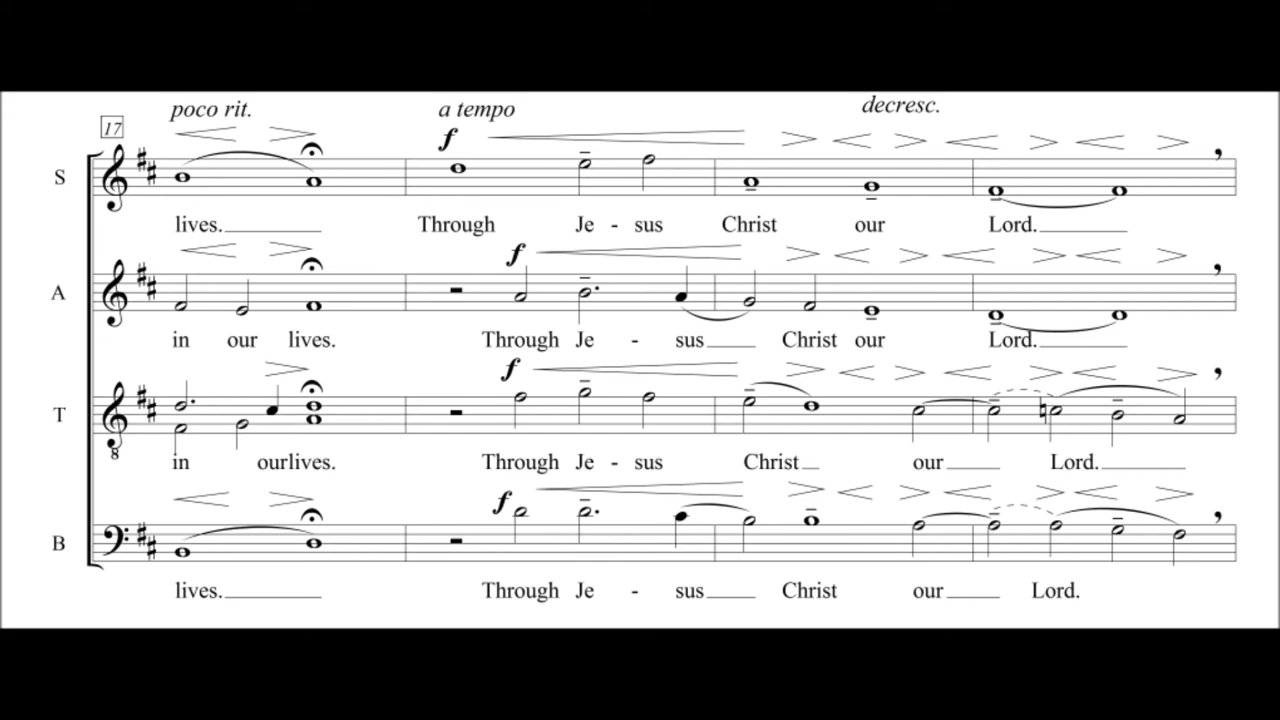 poco rit. a tempo decresc.
17
f
S
lives. Through Je - sus Christ our Lord.
f
A
in our lives. Through Je - sus Christ our Lord.
f
T
8
in ourlives. Through Je - sus Christ our Lord.
f
B
lives. Through Je - sus Christ our Lord.